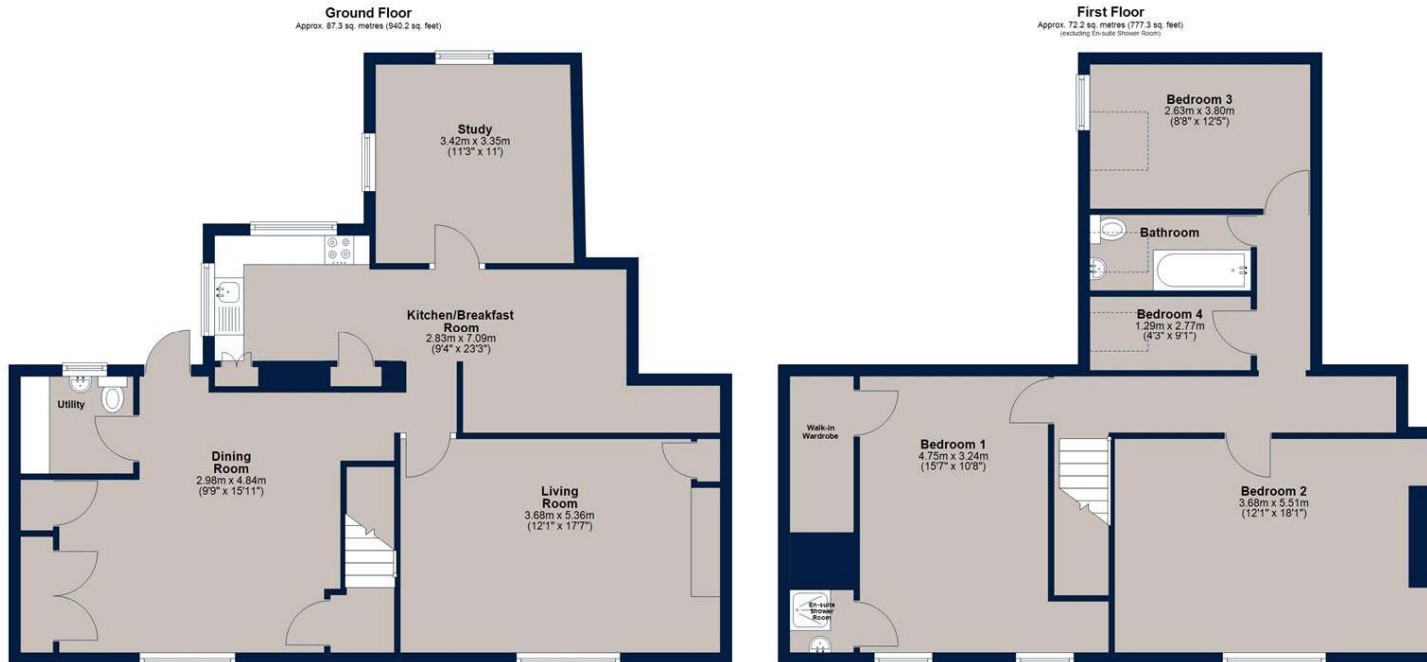 Ground Floor
Approx. 87.3 sq. metres (940.2 sq. feet)
Study
3.42m x 3.35m
(11'3" x 11')
Kitchen/Breakfast
Room
2.83m x 7.09m
(9'4" x 23'3")
Utility
Dining
Room
2.98m x 4.84m
(9'9" x 15'11")
Living
Room
3.68m x 5.36m
(12'1" x 17'7")
First Floor
Approx. 72.2 sq. metres (777.3 sq. feet)
(excluding En-suite Shower Room)
Bedroom 3
2.63m x 3.80m
(8'8" x 12'5")
Bathroom
Bedroom 4
1.29m x 2.77m
(4'3" x 9'1")
Walk-in
Wardrobe
Bedroom 1
4.75m x 3.24m
(15'7" x 10'8")
Bedroom 2
3.68m x 5.51m
(12'1" x 18'1")
En-suite
Shower
Room